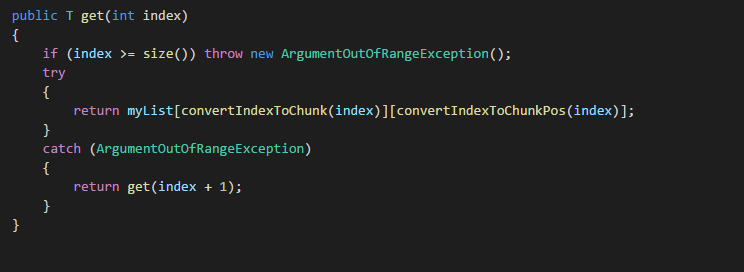 public T get(int index)
{
    if (index >= size()) throw new ArgumentOutOfRangeException();
    try
    {
        return myList[convertIndexToChunk(index)][convertIndexToChunkPos(index)];
    }
    catch (ArgumentOutOfRangeException)
    {
        return get(index + 1);
    }
}